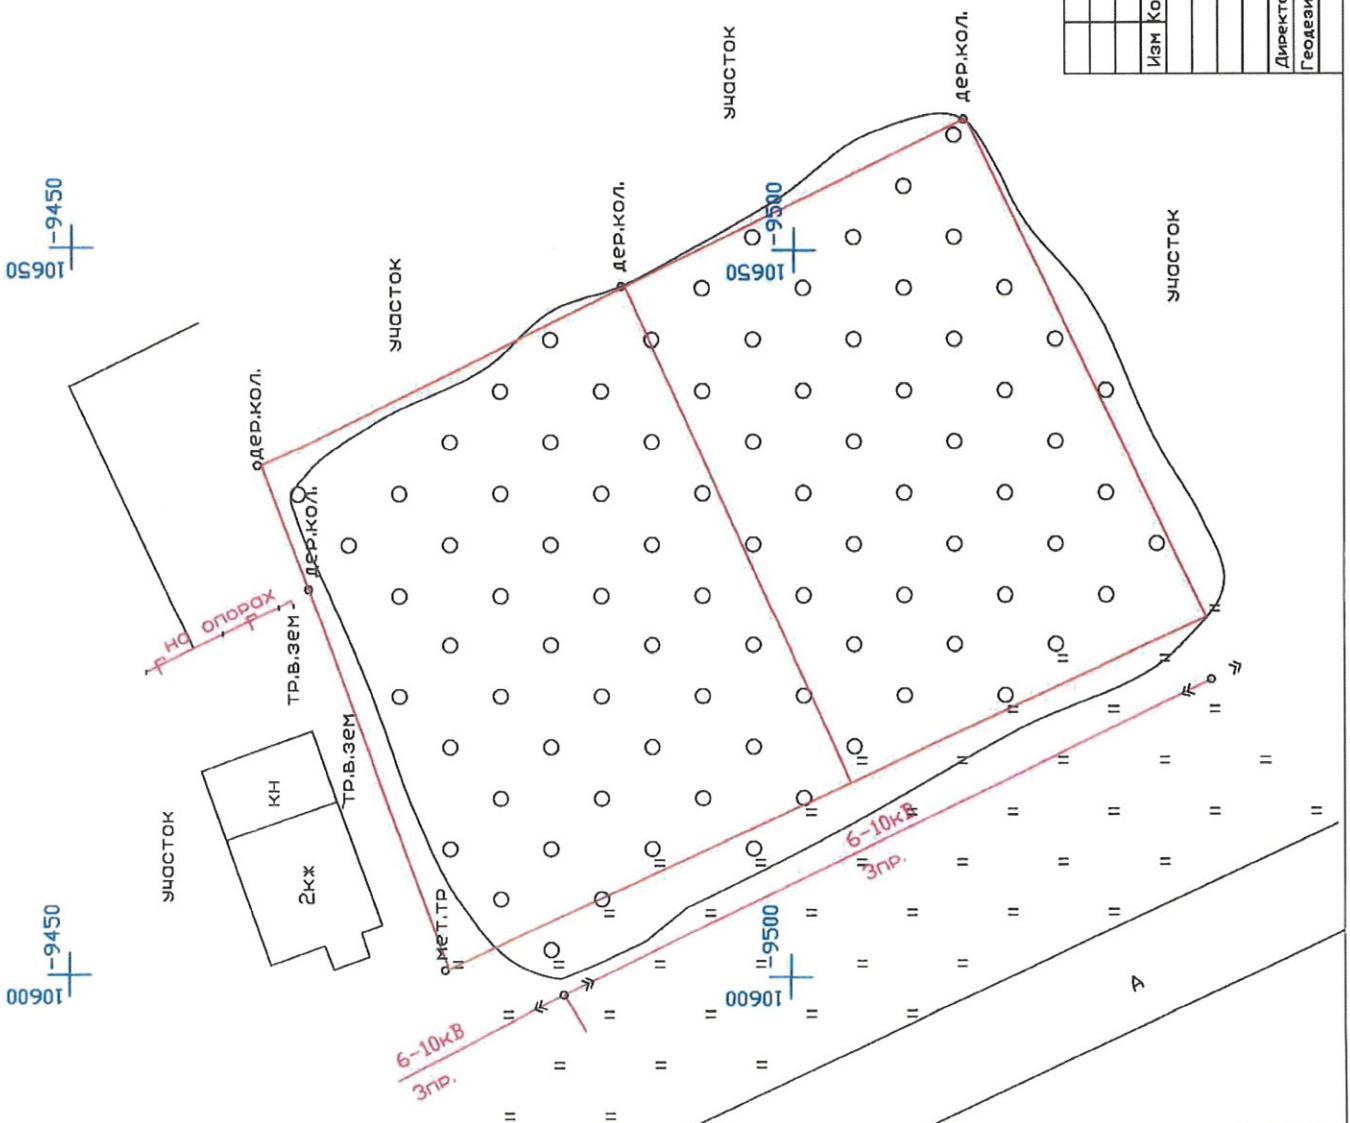 участок
дер.кол.
Изм
Ко
Директо
Геодези
-9450
10650
участок
дер.кол.
-9500
10650
участок
дер.кол.
дер.кол.
на опорах
тр.в.зем
тр.в.зем
участок
кн
2кж
мет.тр
-9450
10600
6-10кВ
3пр.
6-10кВ
3пр.
-9500
10600
А